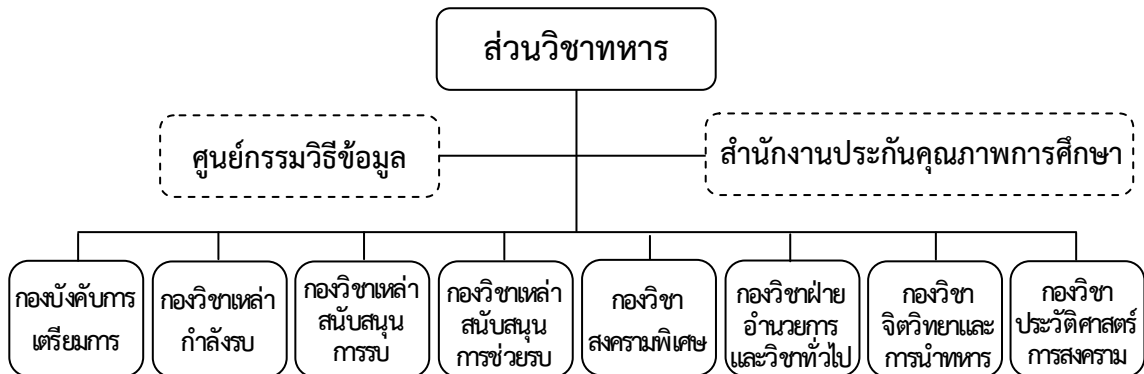 ส่วนวิชาทหาร
ศูนย์กรรมวิธีข้อมูล
สำนักงานประกันคุณภาพการศึกษา
กองบังคับการ
เตรียมการ
กองวิชาเหล่า
กำลังรบ
กองวิชาเหล่า
สนับสนุน
การรบ
กองวิชาเหล่า
สนับสนุน
การช่วยรบ
กองวิชา
สงครามพิเศษ
กองวิชาฝ่าย
อำนวยการ
และวิชาทั่วไป
กองวิชา
จิตวิทยาและ
การนำทหาร
กองวิชา
ประวัติศาสตร์
การสงคราม